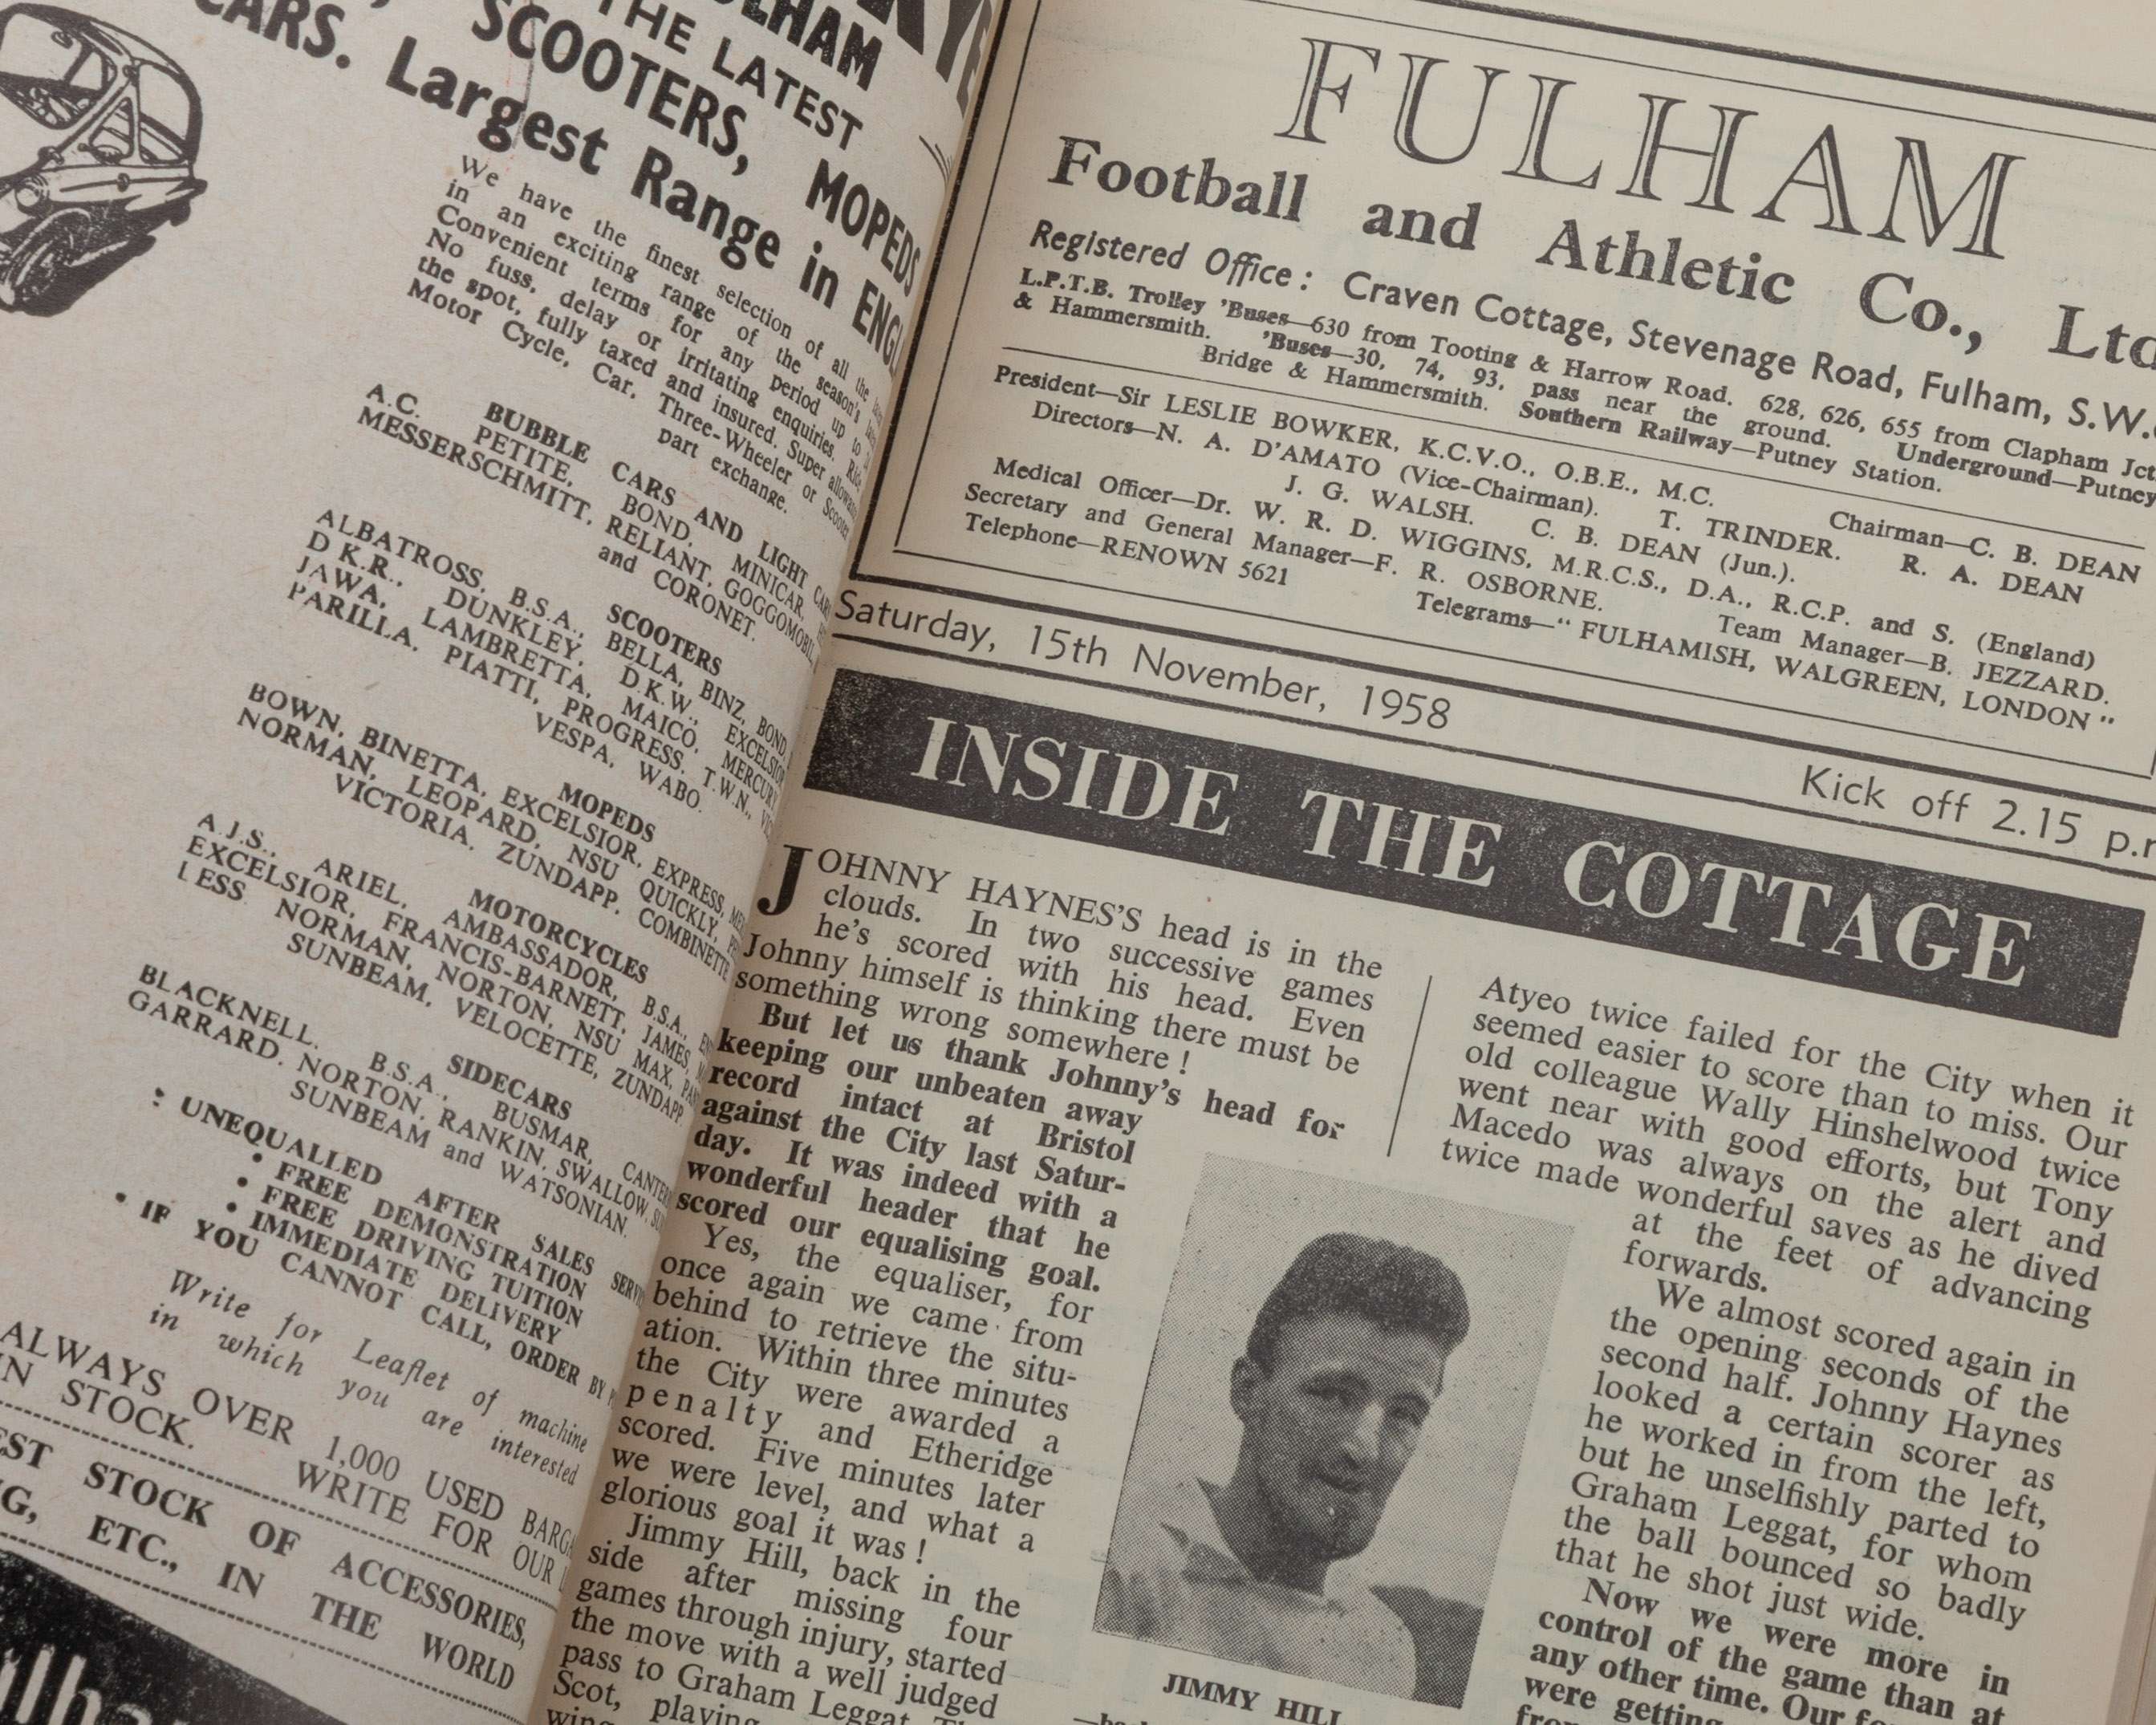 FULHAM
THE LATEST
SCOOTERS, MOPEDS
CARS. Largest Range in
We have the finest selection of all the
in an exciting range of the season's
Convenient terms for any period up to
No fuss, delay or irritating enquiries. Ride
the spot, fully taxed and insured. Super
Motor Cycle, Car, Three-Wheeler or Scooter
part exchange.
BUBBLE CARS AND LIGHT
A.C. PETITE, BOND, MINICAR,
MESSERSCHMITT, RELIANT, GOGGOMOBIL,
and CORONET.
SCOOTERS
ALBATROSS, B.S.A., BELLA, BINZ, BOND
D K.R., DUNKLEY, D.K.W., EXCELSIOR
JAWA, LAMBRETTA, MAICO, MERCURY
PARILLA, PIATTI, PROGRESS, T.W.N.,
VESPA, WABO.
MOPEDS
BOWN, BINETTA, EXCELSIOR, EXPRESS,
NORMAN, LEOPARD, NSU QUICKLY,
VICTORIA, ZUNDAPP, COMBINETTE
MOTORCYCLES
A.J.S., ARIEL, AMBASSADOR, B.S.A.,
EXCELSIOR, FRANCIS-BARNETT, JAMES,
LESS NORMAN, NORTON, NSU MAX,
SUNBEAM, VELOCETTE, ZUNDAPP
SIDECARS
BLACKNELL, B.S.A., BUSMAR,
GARRARD, NORTON, RANKIN, SWALLOW,
SUNBEAM and WATSONIAN.
: UNEQUALLED AFTER SALES
• FREE DEMONSTRATION
• FREE DRIVING TUITION
• IMMEDIATE DELIVERY
• IF YOU CANNOT CALL, ORDER BY
Write for Leaflet of machine
in which you are interested
ALWAYS OVER 1,000 USED
IN STOCK. WRITE FOR OUR
STOCK OF ACCESSORIES,
ETC., IN THE WORLD
FULHAM
Football and Athletic Co., Ltd
Registered Office: Craven Cottage, Stevenage Road, Fulham, S.W.
L.P.T.B. Trolley 'Buses—630 from Tooting & Harrow Road. 628, 626, 655 from Clapham Jct
& Hammersmith. 'Buses—30, 74, 93, pass near the ground. Underground—Putney
Bridge & Hammersmith. Southern Railway—Putney Station.
President—Sir LESLIE BOWKER, K.C.V.O., O.B.E., M.C. Chairman—C. B. DEAN
Directors—N. A. D'AMATO (Vice-Chairman). T. TRINDER. R. A. DEAN
J. G. WALSH. C. B. DEAN (Jun.).
Medical Officer—Dr. W. R. D. WIGGINS, M.R.C.S., D.A., R.C.P. and S. (England)
Secretary and General Manager—F. R. OSBORNE. Team Manager—B. JEZZARD.
Telephone—RENOWN 5621 Telegrams—“ FULHAMISH, WALGREEN, LONDON ”
Saturday, 15th November, 1958 Kick off 2.15
INSIDE THE COTTAGE
JOHNNY HAYNES'S head is in the
clouds. In two successive games
he's scored with his head. Even
Johnny himself is thinking there must be
something wrong somewhere !
But let us thank Johnny's head for
keeping our unbeaten away
record intact at Bristol
against the City last Satur-
day. It was indeed with a
wonderful header that he
scored our equalising goal.
Yes, the equaliser, for
once again we came from
behind to retrieve the situ-
ation. Within three minutes
the City were awarded a
penalty and Etheridge
scored. Five minutes later
we were level, and what a
glorious goal it was !
Jimmy Hill, back in the
side after missing four
games through injury, started
the move with a well judged
pass to Graham Leggat.
Scot, playing
JIMMY HILL
Atyeo twice failed for the City when it
seemed easier to score than to miss. Our
old colleague Wally Hinshelwood twice
went near with good efforts, but Tony
Macedo was always on the alert and
twice made wonderful saves as he dived
at the feet of advancing
forwards.
We almost scored again in
the opening seconds of the
second half. Johnny Haynes
looked a certain scorer as
he worked in from the left,
but he unselfishly parted to
Graham Leggat, for whom
the ball bounced so badly
that he shot just wide.
Now we were more in
control of the game than at
any other time. Our
were getting